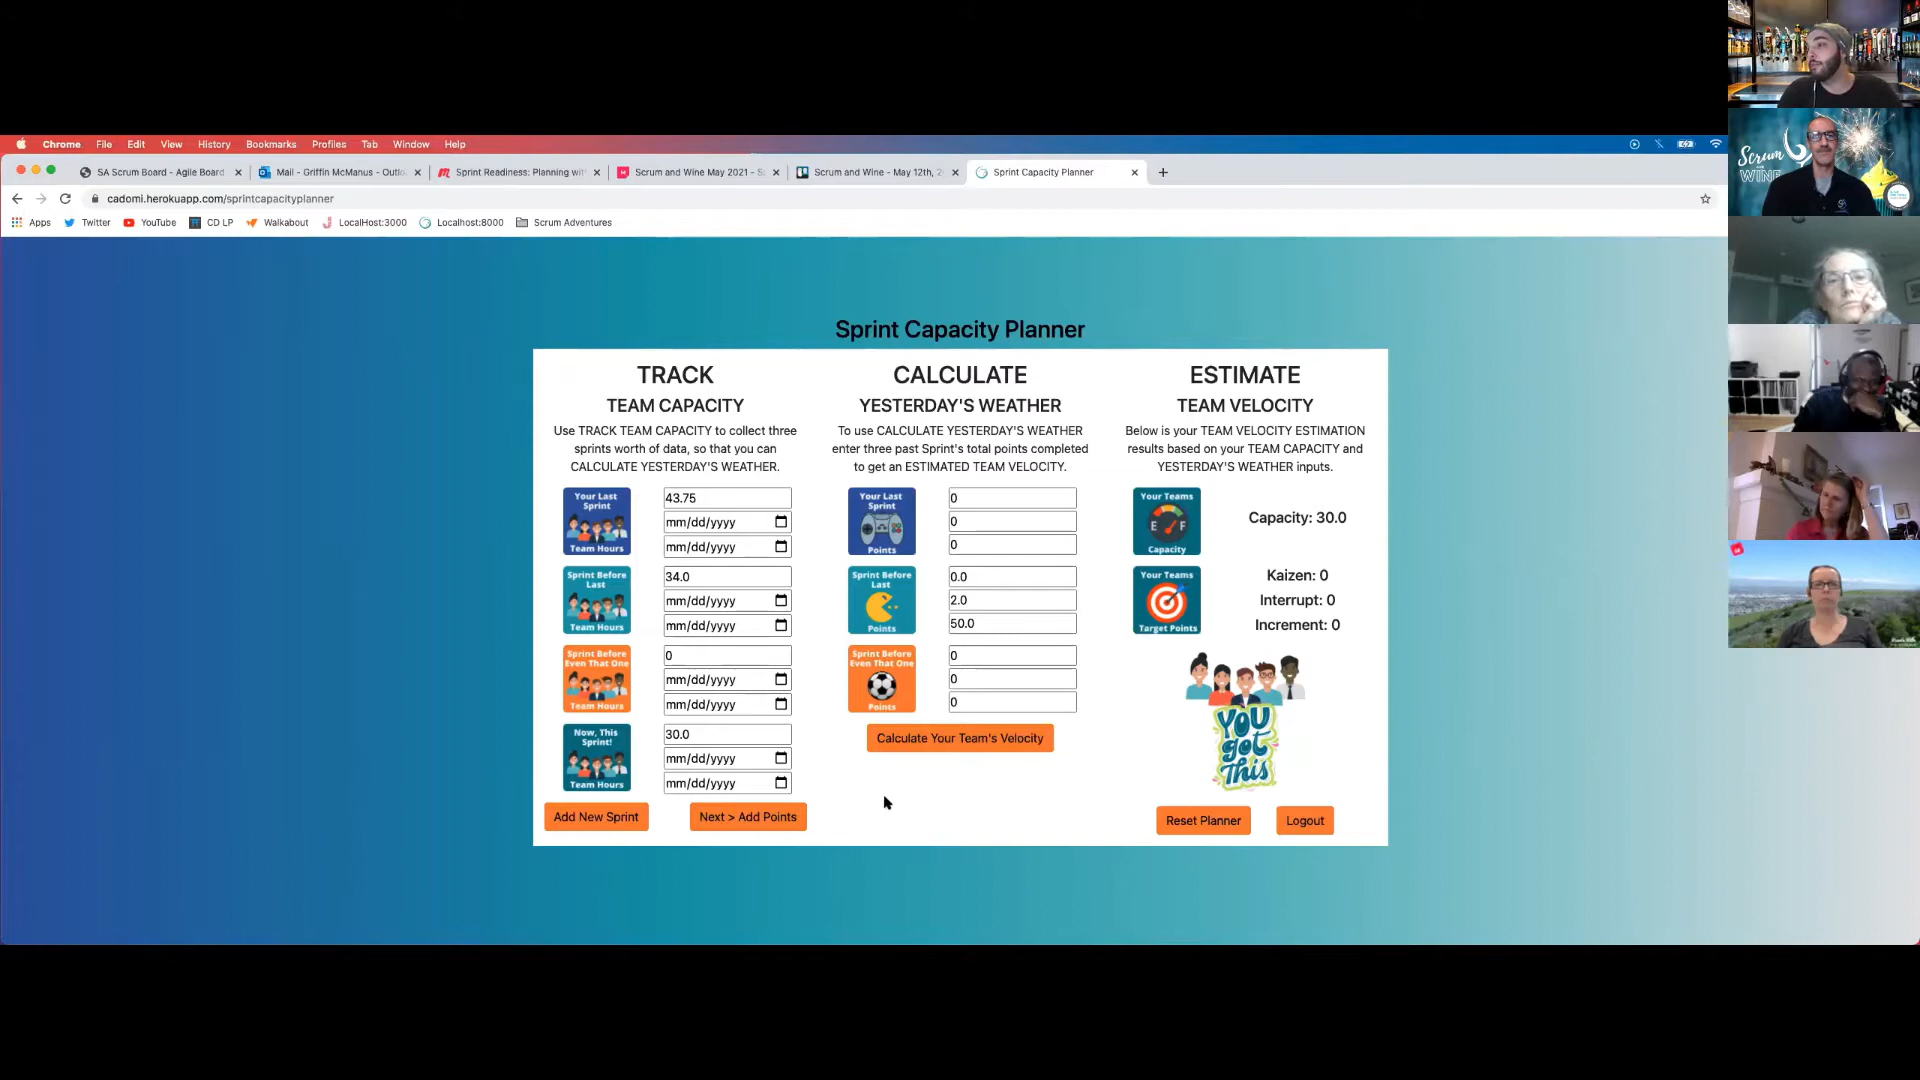 Chrome File Edit View History Bookmarks Profiles Tab Window Help
SA Scrum Board - Agile Board
Mail - Griffin McManus - Outlo
Sprint Readiness: Planning wit
Scrum and Wine May 2021 - S
Scrum and Wine - May 12th, 2
Sprint Capacity Planner
cadomi.herokuapp.com/sprintcapacityplanner
Apps Twitter YouTube CD LP Walkabout LocalHost:3000 Localhost:8000 Scrum Adventures
Sprint Capacity Planner
TRACK
TEAM CAPACITY
Use TRACK TEAM CAPACITY to collect three
sprints worth of data, so that you can
CALCULATE YESTERDAY'S WEATHER.
Your Last
Sprint
Team Hours
43.75
mm/dd/yyyy
mm/dd/yyyy
Sprint Before
Last
Team Hours
34.0
mm/dd/yyyy
mm/dd/yyyy
Sprint Before
Even That One
Team Hours
0
mm/dd/yyyy
mm/dd/yyyy
Now, This
Sprint!
Team Hours
30.0
mm/dd/yyyy
mm/dd/yyyy
Add New Sprint
Next > Add Points
CALCULATE
YESTERDAY'S WEATHER
To use CALCULATE YESTERDAY'S WEATHER
enter three past Sprint's total points completed
to get an ESTIMATED TEAM VELOCITY.
Your Last
Sprint
Points
0
0
0
Sprint Before
Last
Points
0.0
2.0
50.0
Sprint Before
Even That One
Points
0
0
0
Calculate Your Team's Velocity
ESTIMATE
TEAM VELOCITY
Below is your TEAM VELOCITY ESTIMATION
results based on your TEAM CAPACITY and
YESTERDAY'S WEATHER inputs.
Your Teams
E F
Capacity
Capacity: 30.0
Your Teams
Target Points
Kaizen: 0
Interrupt: 0
Increment: 0
YOU
got
this
Reset Planner
Logout
Scrum
WINE